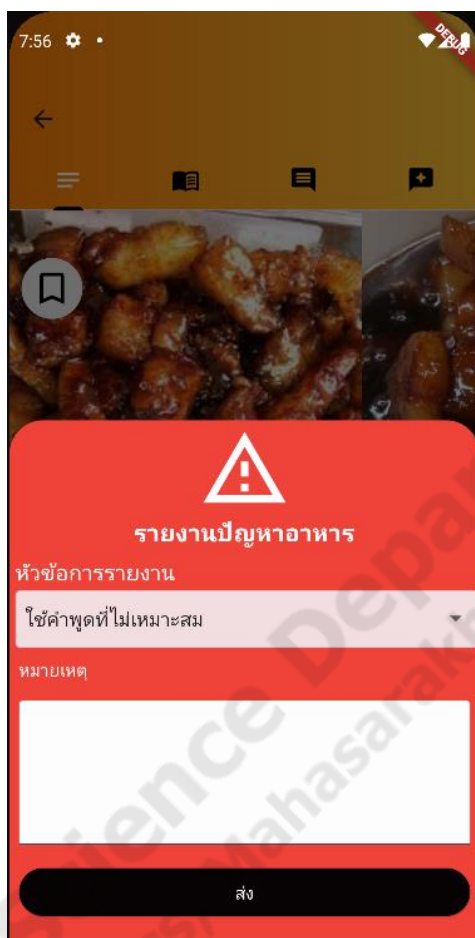 7:56
DEBUG
รายงานปัญหาอาหาร
หัวข้อการรายงาน
ใช้คำพูดที่ไม่เหมาะสม
หมายเหตุ
ส่ง